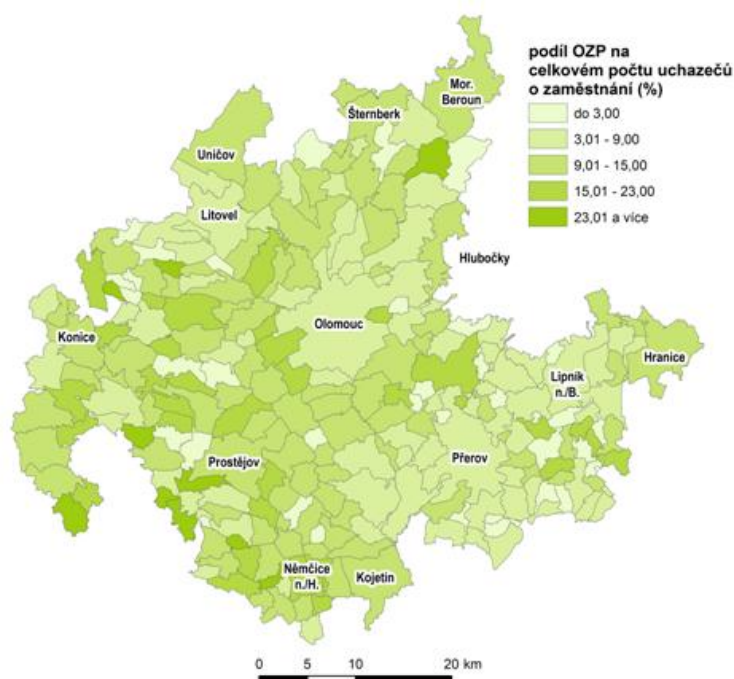 podíl OZP na
celkovém počtu uchazečů
o zaměstnání (%)
do 3,00
3,01 - 9,00
9,01 - 15,00
15,01 - 23,00
23,01 a více
Mor.
Beroun
Šternberk
Uničov
Litovel
Hlubočky
Olomouc
Konice
Hranice
Lipník
n./B.
Přerov
Prostějov
Němčice
n./H.
Kojetín
0 5 10 20 km